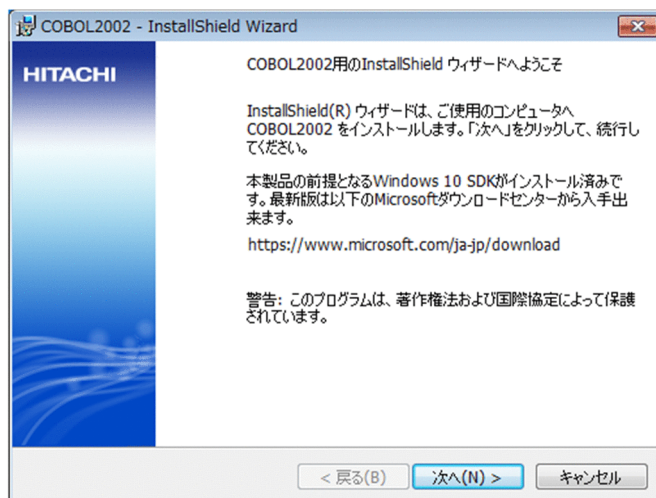 COBOL2002 - InstallShield Wizard
HITACHI
COBOL2002用のInstallShield ウィザードへようこそ
InstallShield(R) ウィザードは、ご使用のコンピュータへ
COBOL2002 をインストールします。「次へ」をクリックして、続行し
てください。
本製品の前提となるWindows 10 SDKがインストール済みで
す。最新版は以下のMicrosoftダウンロードセンターから入手出
来ます。
https://www.microsoft.com/ja-jp/download
警告: このプログラムは、著作権法および国際協定によって保護
されています。
< 戻る(B)
次へ(N) >
キャンセル